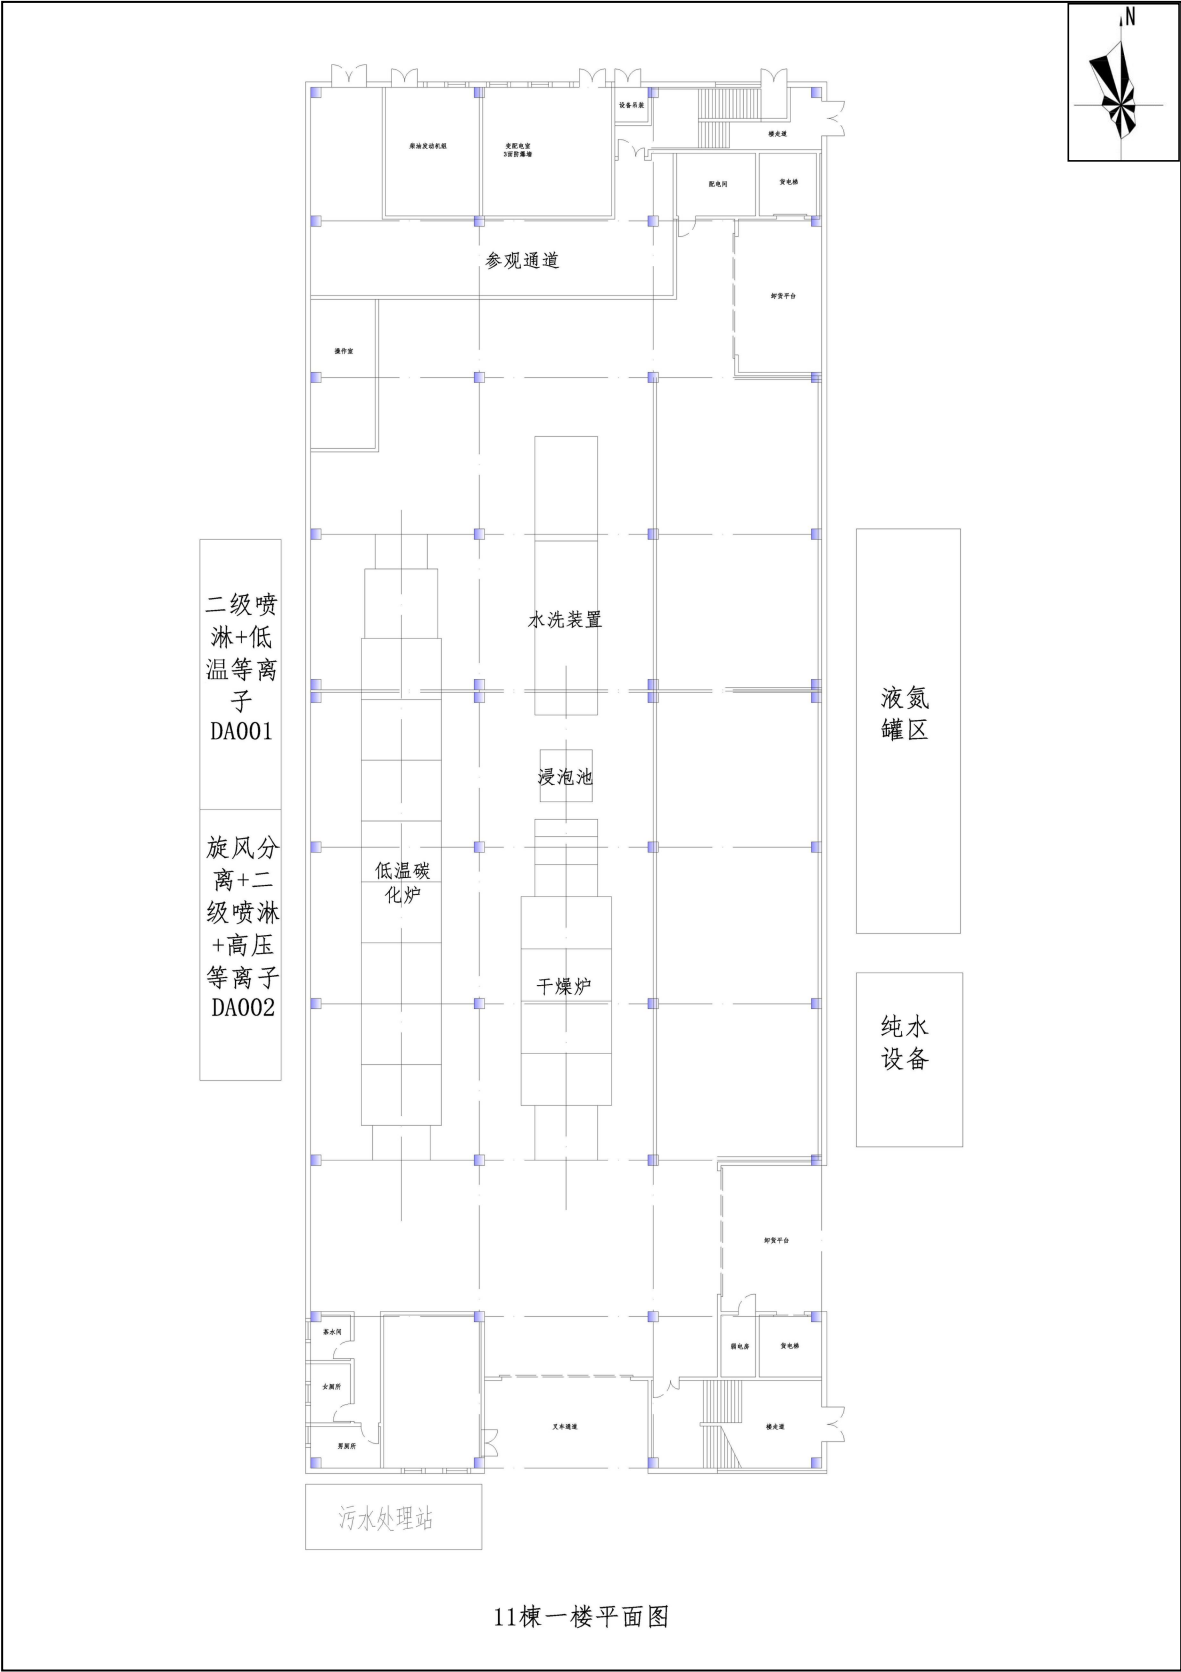 N
设备吊装
楼走道
柴油发动机组
变配电室
3面防爆墙
配电间
货电梯
参观通道
卸货平台
操作室
二级喷
淋+低
温等离
子
DA001
水洗装置
液氮
罐区
浸泡池
旋风分
离+二
级喷淋
+高压
等离子
DA002
低温碳
化炉
干燥炉
纯水
设备
卸货平台
茶水间
弱电房
货电梯
女厕所
叉车通道
楼走道
男厕所
污水处理站
11棟一楼平面图